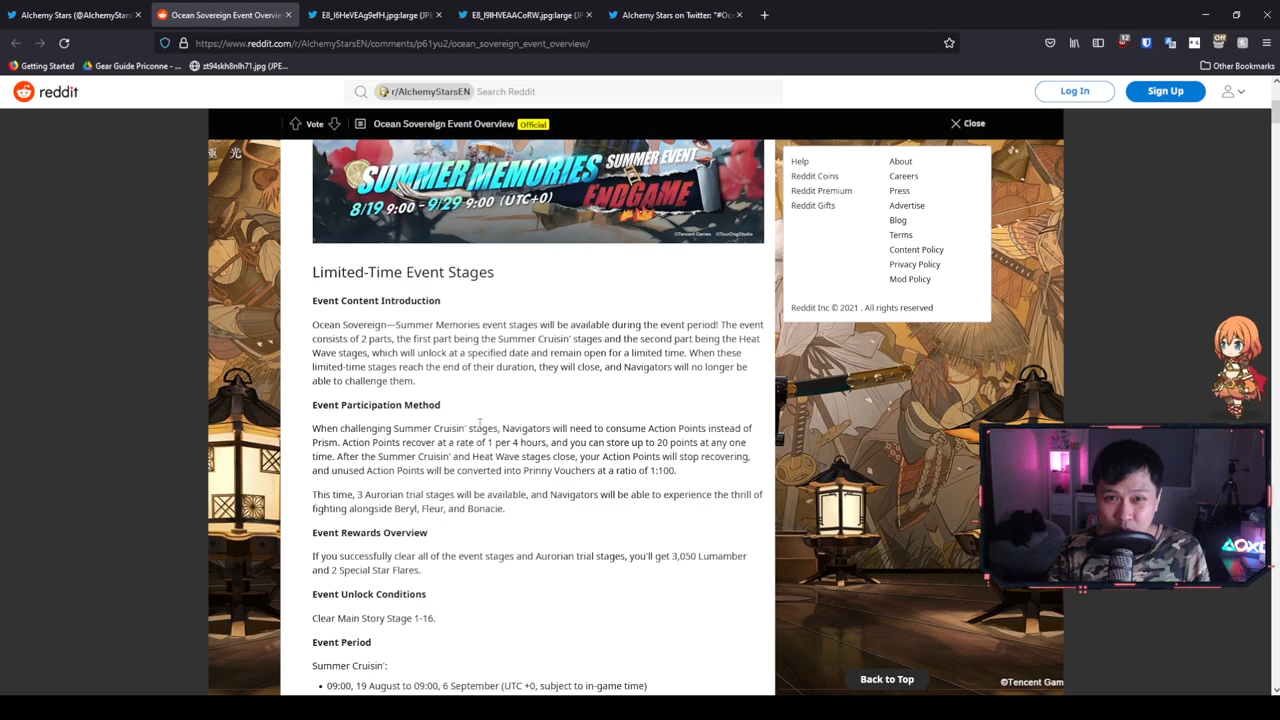 Alchemy Stars (@AlchemyStars
Ocean Sovereign Event Overvie
E8_I6HeVEAg9efH.jpg:large (JPE
E8_I9IHVEAACoRW.jpg:large (JP
Alchemy Stars on Twitter: "#Oc
https://www.reddit.com/r/AlchemyStarsEN/comments/p61yu2/ocean_sovereign_event_overview/
12
Off
Getting Started
Gear Guide Priconne - ...
zt94skh8nlh71.jpg (JPE...
Other Bookmarks
reddit
r/AlchemyStarsEN
Search Reddit
Log In
Sign Up
Vote
Ocean Sovereign Event Overview
Official
Close
極光
SUMMER MEMORIES
SUMMER EVENT
ENDGAME
8/19 9:00 - 9/29 9:00 (UTC+0)
©Tencent Games ©TourDogStudio
Limited-Time Event Stages
Event Content Introduction
Ocean Sovereign—Summer Memories event stages will be available during the event period! The event
consists of 2 parts, the first part being the Summer Cruisin' stages and the second part being the Heat
Wave stages, which will unlock at a specified date and remain open for a limited time. When these
limited-time stages reach the end of their duration, they will close, and Navigators will no longer be
able to challenge them.
Event Participation Method
When challenging Summer Cruisin' stages, Navigators will need to consume Action Points instead of
Prism. Action Points recover at a rate of 1 per 4 hours, and you can store up to 20 points at any one
time. After the Summer Cruisin' and Heat Wave stages close, your Action Points will stop recovering,
and unused Action Points will be converted into Prinny Vouchers at a ratio of 1:100.
This time, 3 Aurorian trial stages will be available, and Navigators will be able to experience the thrill of
fighting alongside Beryl, Fleur, and Bonacie.
Event Rewards Overview
If you successfully clear all of the event stages and Aurorian trial stages, you'll get 3,050 Lumamber
and 2 Special Star Flares.
Event Unlock Conditions
Clear Main Story Stage 1-16.
Event Period
Summer Cruisin':
• 09:00, 19 August to 09:00, 6 September (UTC +0, subject to in-game time)
Help
Reddit Coins
Reddit Premium
Reddit Gifts
About
Careers
Press
Advertise
Blog
Terms
Content Policy
Privacy Policy
Mod Policy
Reddit Inc © 2021 . All rights reserved
Back to Top
©Tencent Gam